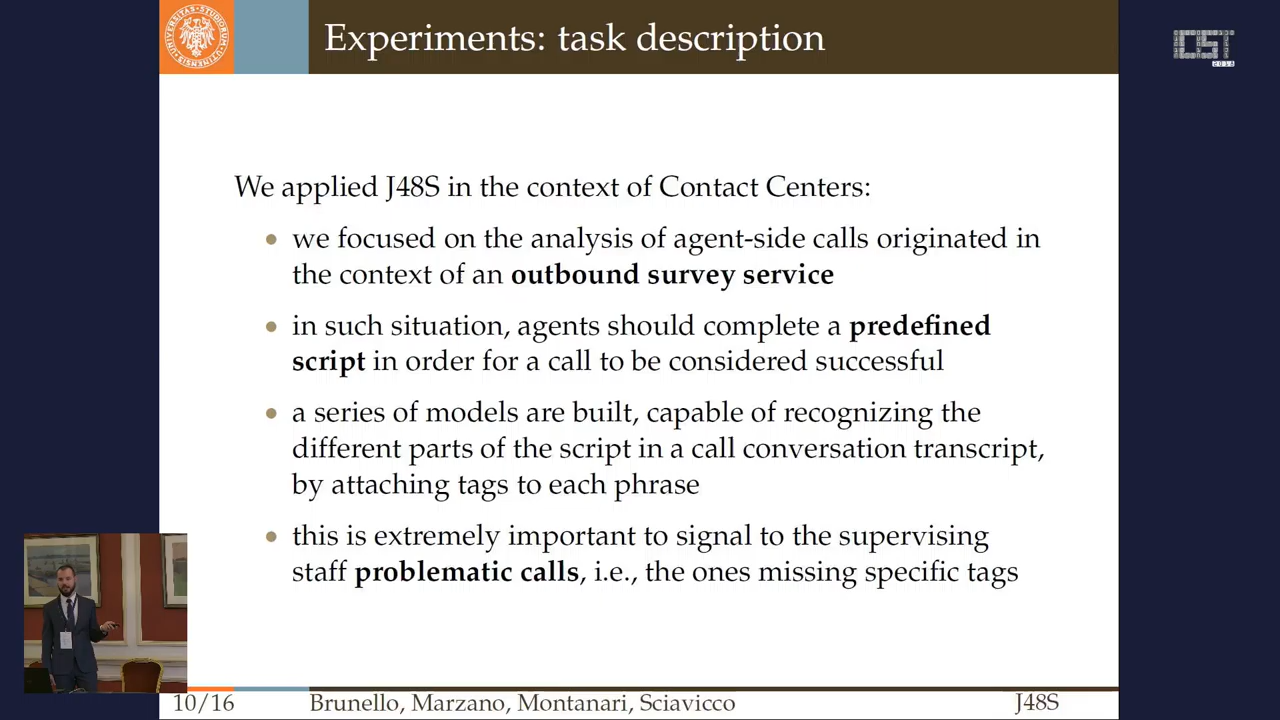 Experiments: task description
ICST
2018
We applied J48S in the context of Contact Centers:
• we focused on the analysis of agent-side calls originated in
the context of an outbound survey service
• in such situation, agents should complete a predefined
script in order for a call to be considered successful
• a series of models are built, capable of recognizing the
different parts of the script in a call conversation transcript,
by attaching tags to each phrase
• this is extremely important to signal to the supervising
staff problematic calls, i.e., the ones missing specific tags
10/16 Brunello, Marzano, Montanari, Sciavicco J48S